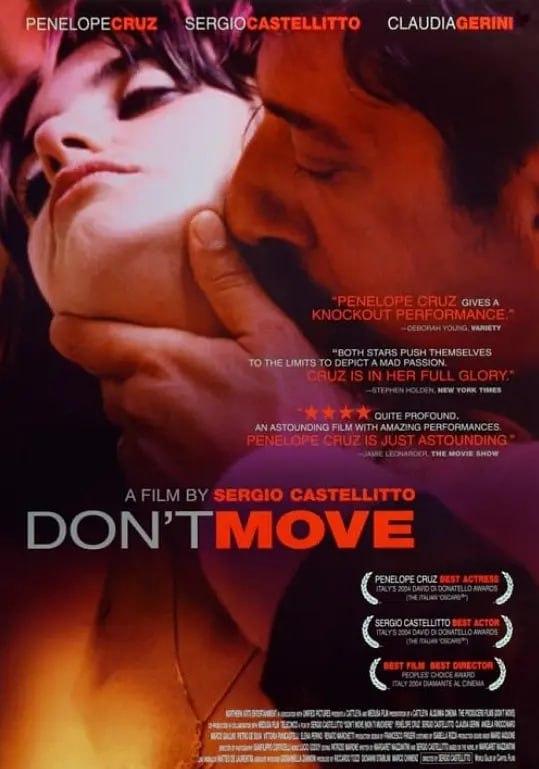 PENELOPECRUZ SERGIOCASTELLITTO CLAUDIAGERINI
"PENELOPE CRUZ GIVES A
KNOCKOUT PERFORMANCE."
—DEBORAH YOUNG, VARIETY
"BOTH STARS PUSH THEMSELVES
TO THE LIMITS TO DEPICT A MAD PASSION.
CRUZ IS IN HER FULL GLORY."
—STEPHEN HOLDEN, NEW YORK TIMES
"★★★★ QUITE PROFOUND.
AN ASTOUNDING FILM WITH AMAZING PERFORMANCES.
PENELOPE CRUZ IS JUST ASTOUNDING"
—JAMIE LEONARDER, THE MOVIE SHOW
A FILM BY SERGIO CASTELLITTO
DON'TMOVE
PENELOPE CRUZ BEST ACTRESS
ITALY'S 2004 DAVID DI DONATELLO AWARDS
(THE ITALIAN "OSCARS")
SERGIO CASTELLITTO BEST ACTOR
ITALY'S 2004 DAVID DI DONATELLO AWARDS
(THE ITALIAN "OSCARS")
BEST FILM BEST DIRECTOR
PEOPLES' CHOICE AWARD
ITALY 2004 DIAMANTE AL CINEMA